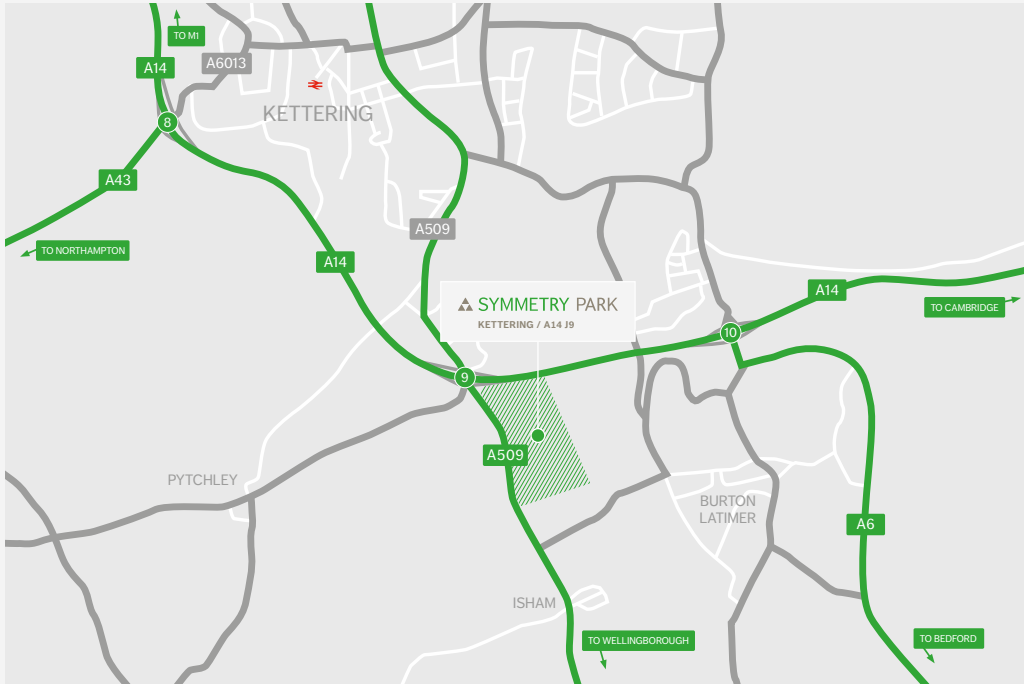 TO M1
A14
A6013
KETTERING
8
A43
A509
TO NORTHAMPTON
A14
A14
SYMMETRY PARK
KETTERING / A14 J9
TO CAMBRIDGE
10
9
A509
PYTCHLEY
BURTON
LATIMER
A6
ISHAM
TO WELLINGBOROUGH
TO BEDFORD